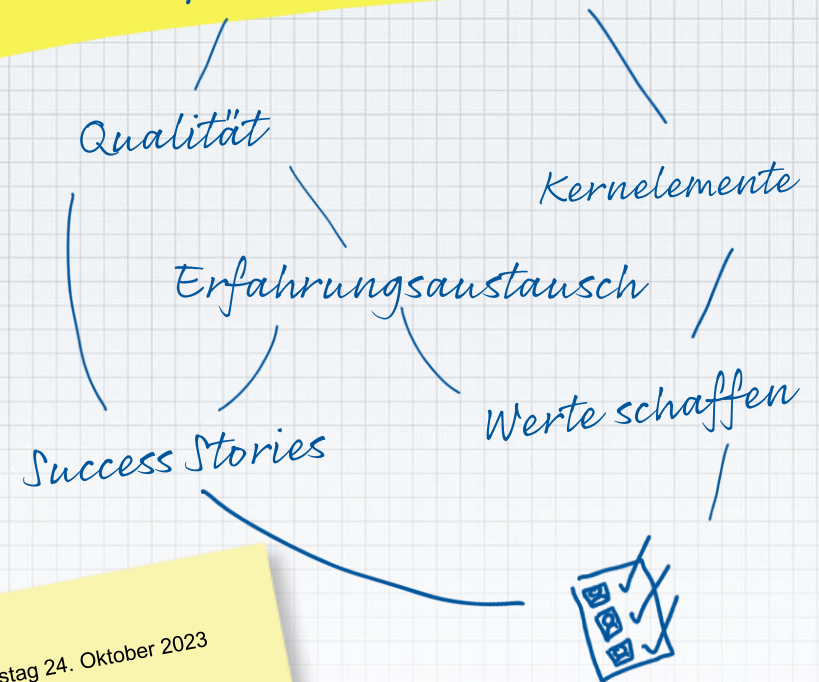 Qualität
Kernelemente
Erfahrungsaustausch
Werte schaffen
Success Stories
stag 24. Oktober 2023